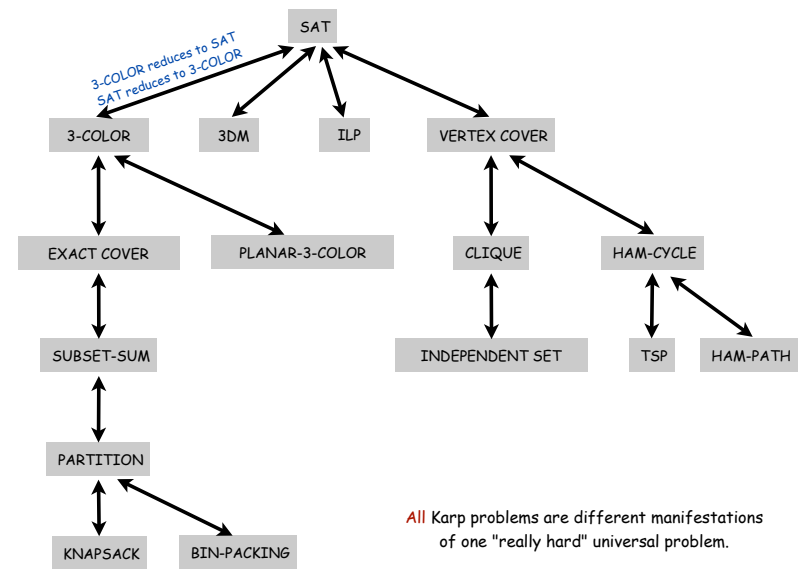 SAT
3-COLOR reduces to SAT
SAT reduces to 3-COLOR
3-COLOR
3DM
ILP
VERTEX COVER
EXACT COVER
PLANAR-3-COLOR
CLIQUE
HAM-CYCLE
SUBSET-SUM
INDEPENDENT SET
TSP
HAM-PATH
PARTITION
All Karp problems are different manifestations
of one "really hard" universal problem.
KNAPSACK
BIN-PACKING